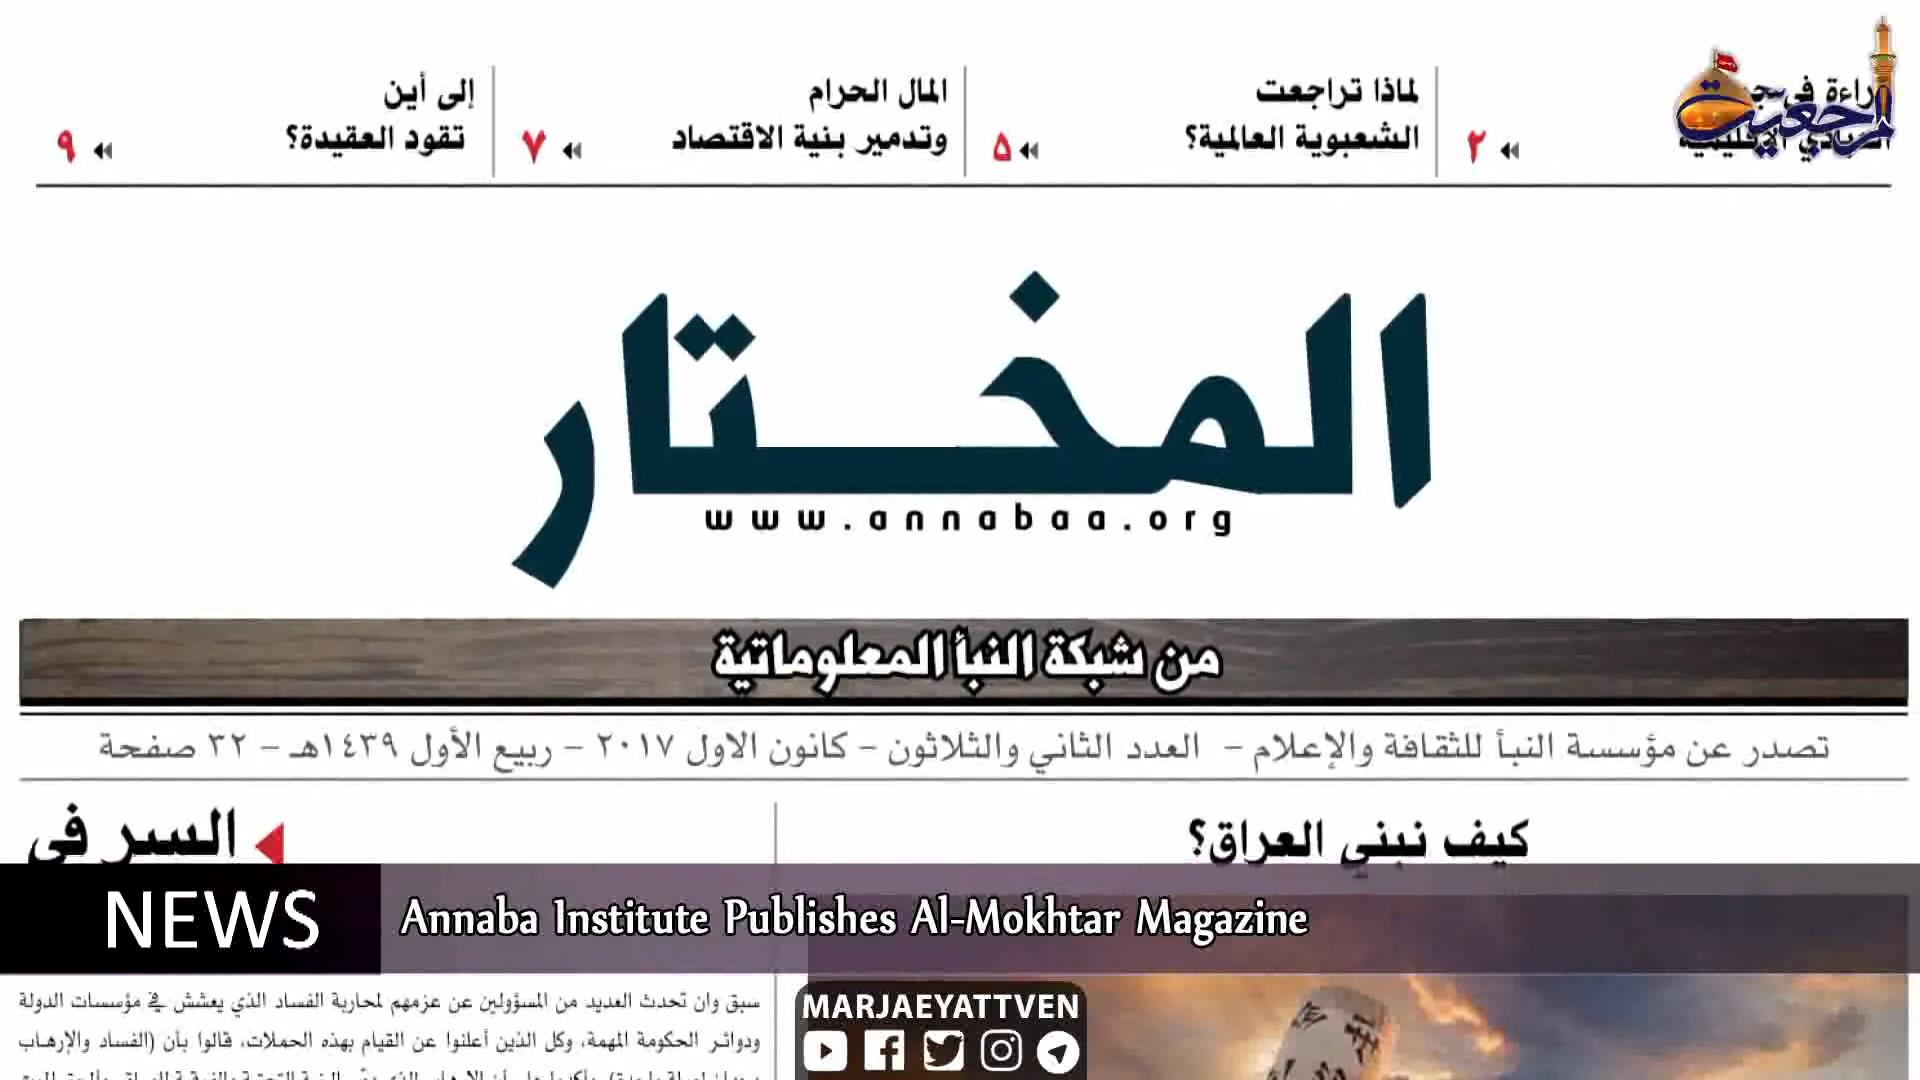 لماذا تراجعت
الشعبوية العالمية؟
٢
المال الحرام
وتدمير بنية الاقتصاد
٥
إلى أين
تقود العقيدة؟
٧
٩
المختار
www.annabaa.org
من شبكة النبأ المعلوماتية
تصدر عن مؤسسة النبأ للثقافة والإعلام - العدد الثاني والثلاثون - كانون الاول ٢٠١٧ - ربيع الأول ١٤٣٩هـ - ٣٢ صفحة
كيف نبني العراق؟
السر في
NEWS
Annaba Institute Publishes Al-Mokhtar Magazine
سبق وان تحدث العديد من المسؤولين عن عزمهم لمحاربة الفساد الذي يعشش في مؤسسات الدولة
ودوائر الحكومة المهمة، وكل الذين أعلنوا عن القيام بهذه الحملات، قالوا بأن (الفساد والإرهاب
MARJAEYATTVEN